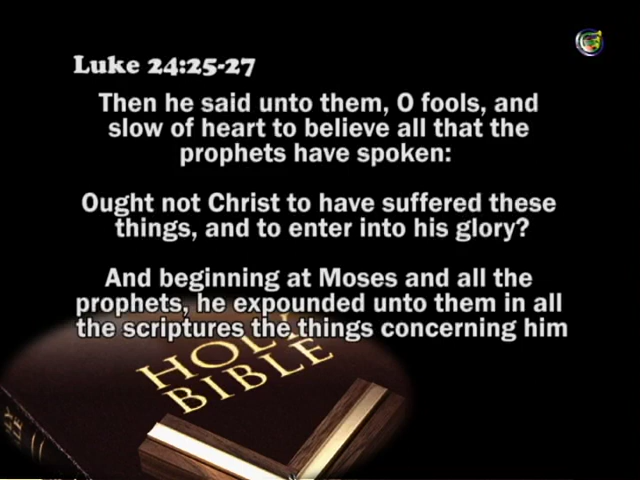 Luke 24:25-27
Then he said unto them, O fools, and
slow of heart to believe all that the
prophets have spoken:
Ought not Christ to have suffered these
things, and to enter into his glory?
And beginning at Moses and all the
prophets, he expounded unto them in all
the scriptures the things concerning him
HOLY
BIBLE